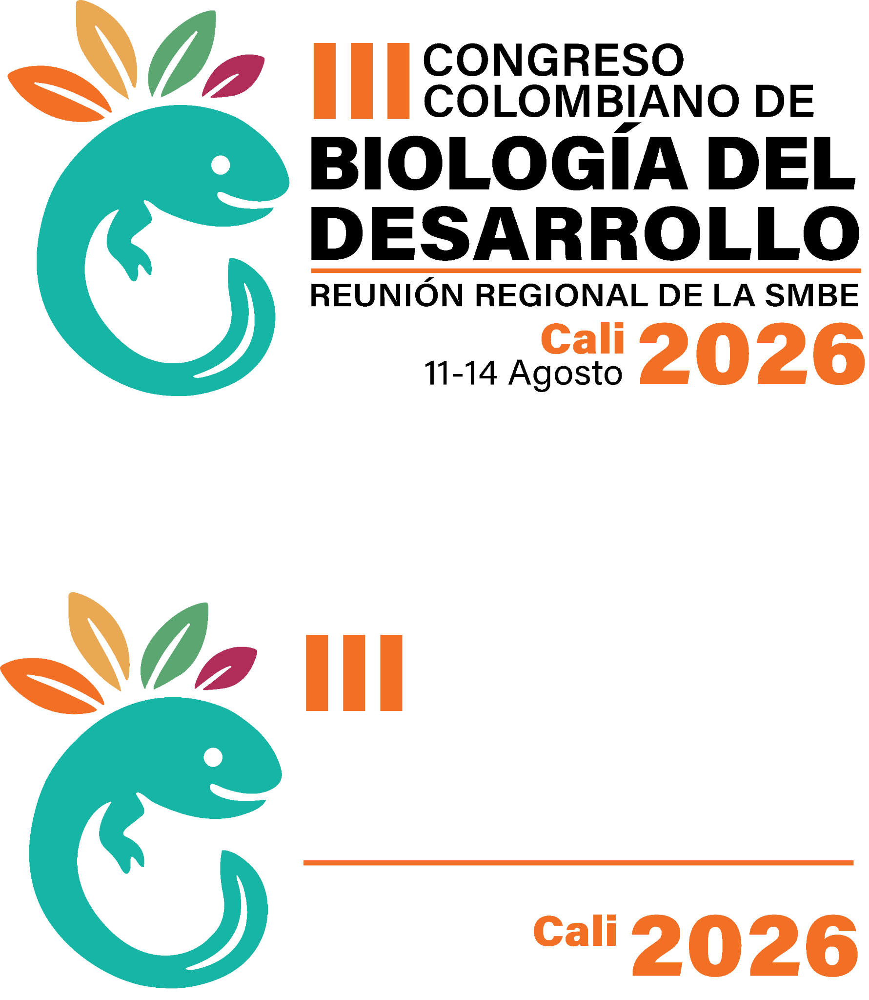 III CONGRESO
COLOMBIANO DE
BIOLOGÍA DEL
DESARROLLO
REUNIÓN REGIONAL DE LA SMBE
Cali 2026
11-14 Agosto
III
Cali 2026